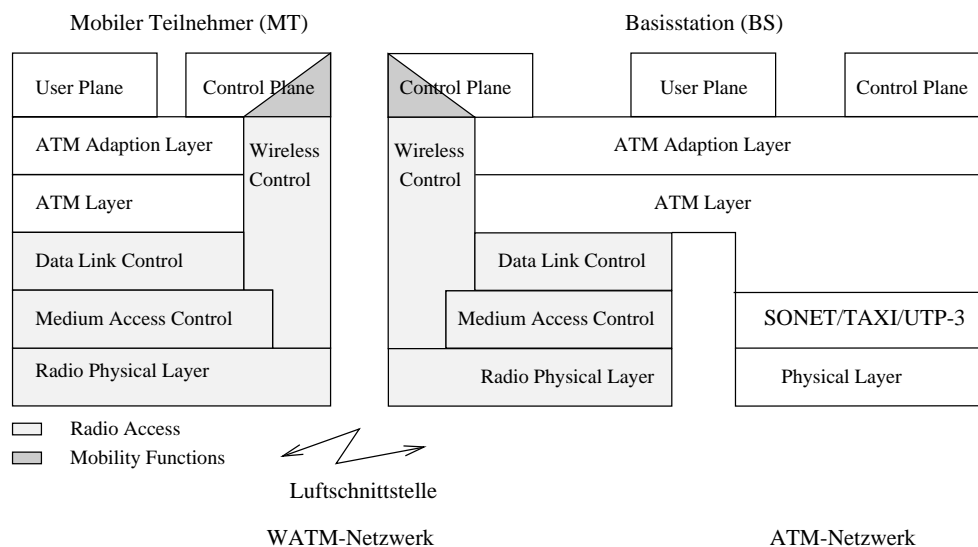 Mobiler Teilnehmer (MT)
Basisstation (BS)
User Plane
Control Plane
Control Plane
User Plane
Control Plane
ATM Adaption Layer
Wireless
Control
Wireless
Control
ATM Adaption Layer
ATM Layer
ATM Layer
Data Link Control
Data Link Control
Medium Access Control
Medium Access Control
SONET/TAXI/UTP-3
Radio Physical Layer
Radio Physical Layer
Physical Layer
Radio Access
Mobility Functions
Luftschnittstelle
WATM-Netzwerk
ATM-Netzwerk